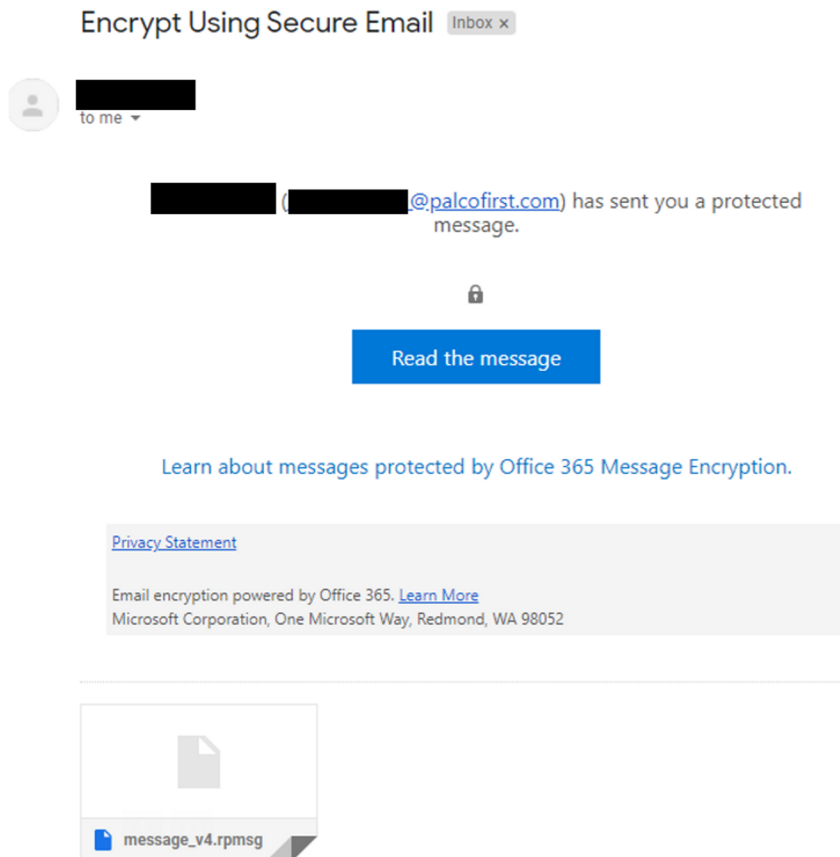 Encrypt Using Secure Email Inbox x
to me
(@palcofirst.com) has sent you a protected
message.
Read the message
Learn about messages protected by Office 365 Message Encryption.
Privacy Statement
Email encryption powered by Office 365. Learn More
Microsoft Corporation, One Microsoft Way, Redmond, WA 98052
message_v4.rpmsg